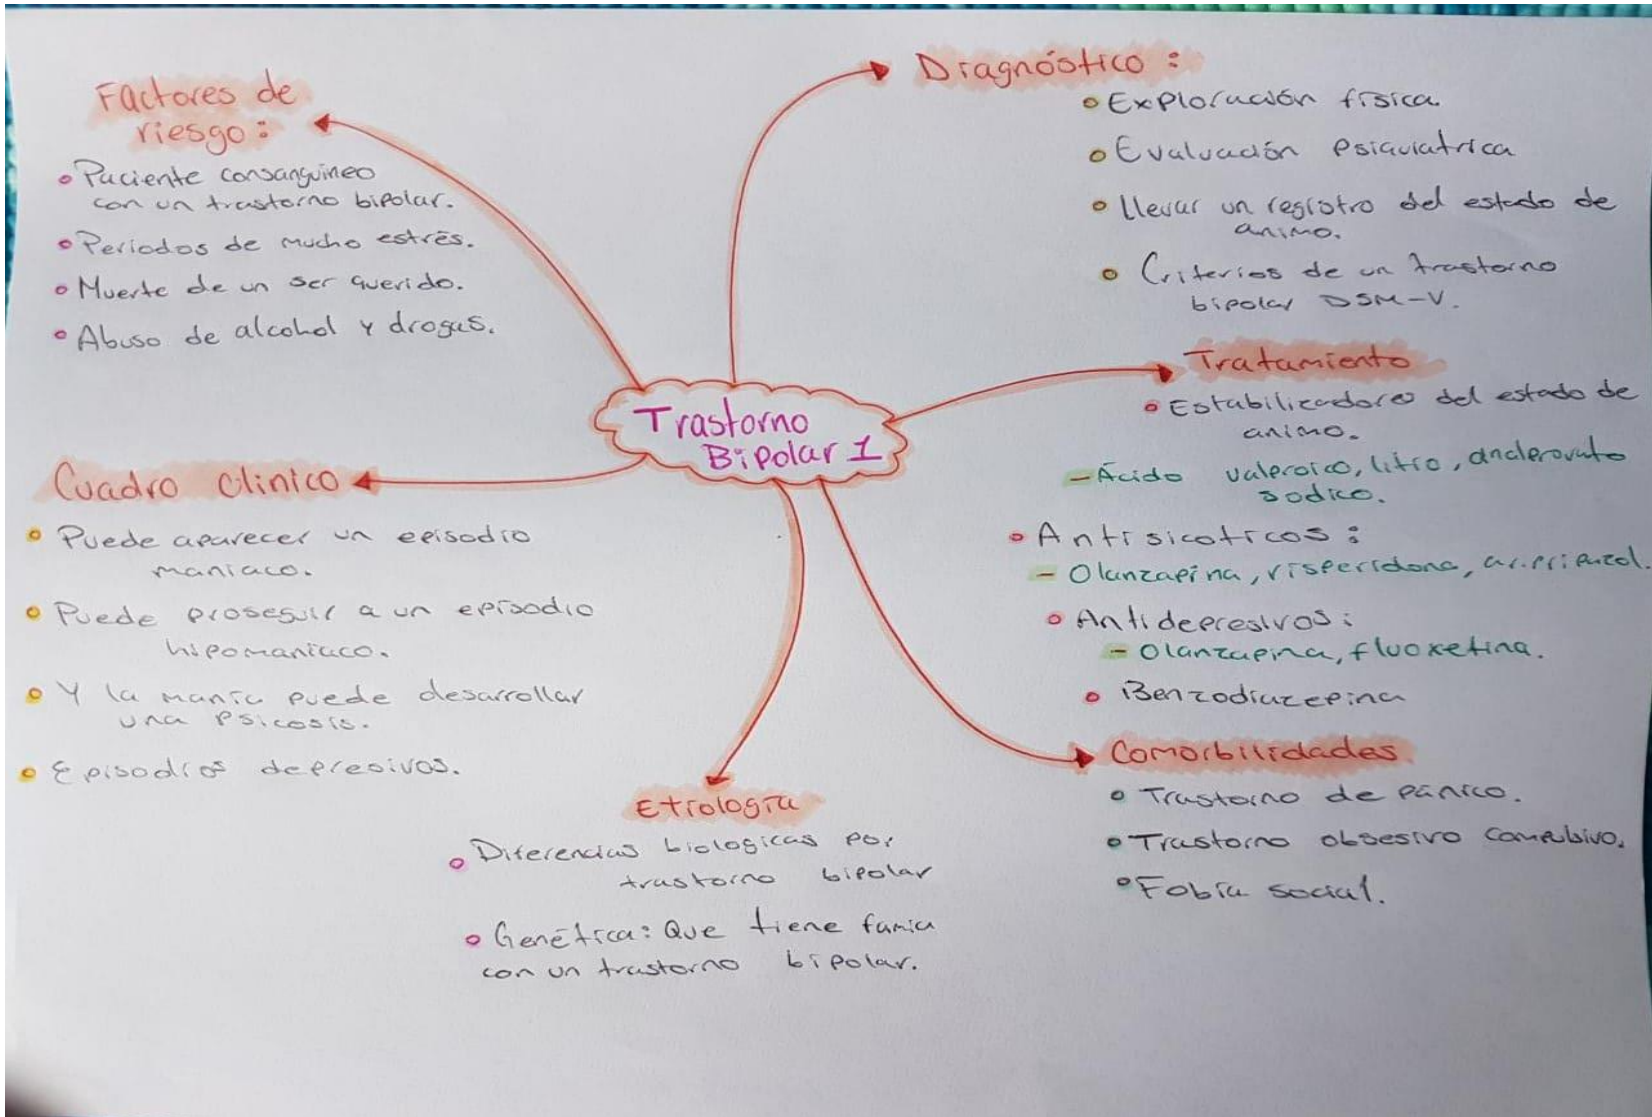 Factores de
riesgo:
Paciente consanguineo
con un trastorno bipolar.
Periodos de mucho estrés.
Muerte de un ser querido.
Abuso de alcohol y drogas.
Diagnóstico:
Exploración física.
Evaluación Psiquiatrica
llevar un registro del estado de
animo.
Criterios de un trastorno
bipolar DSM-V.
Trastorno
Bipolar 1
Tratamiento
Estabilizadores del estado de
animo.
- Ácido valproico, litio,
sodico.
Antisicoticos:
- Olanzapina, risperidona,
Antidepresivos:
- Olanzapina, fluoxetina.
Benzodiazepina
Cuadro Clinico
Puede aparecer un episodio
maniaco.
Puede proseguir a un episodio
hipomaniaco.
Y la manía puede desarrollar
una Psicosis.
Episodios depresivos.
Etiología
Diferencias biologicas por
trastorno bipolar
Genética: Que tiene
con un trastorno bipolar.
Comorbilidades
Trastorno de pánico.
Trastorno obsesivo compulsivo.
Fobia social.